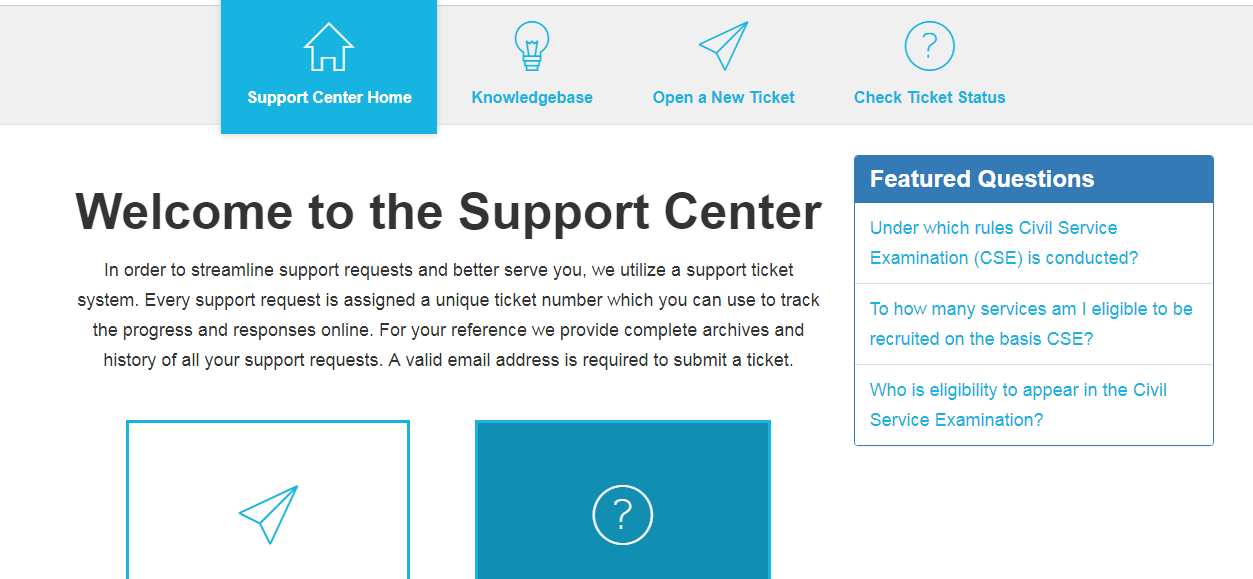 Support Center Home
Knowledgebase
Open a New Ticket
Check Ticket Status
Welcome to the Support Center
In order to streamline support requests and better serve you, we utilize a support ticket
system. Every support request is assigned a unique ticket number which you can use to track
the progress and responses online. For your reference we provide complete archives and
history of all your support requests. A valid email address is required to submit a ticket.
Featured Questions
Under which rules Civil Service
Examination (CSE) is conducted?
To how many services am I eligible to be
recruited on the basis CSE?
Who is eligibility to appear in the Civil
Service Examination?